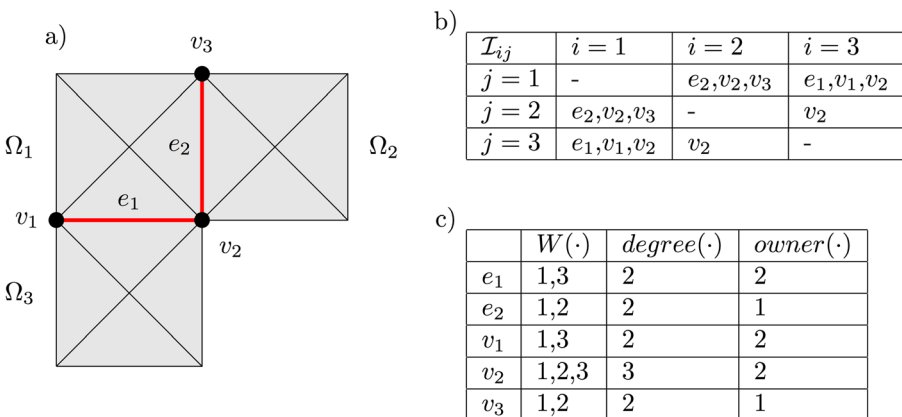 a)
v₃
Ω₁
e₂
Ω₂
e₁
v₁
v₂
Ω₃
b)
ℐᵢⱼ i = 1 i = 2 i = 3
j = 1 - e₂,v₂,v₃ e₁,v₁,v₂
j = 2 e₂,v₂,v₃ - v₂
j = 3 e₁,v₁,v₂ v₂ -
c)
W(·) degree(·) owner(·)
e₁ 1,3 2 2
e₂ 1,2 2 1
v₁ 1,3 2 2
v₂ 1,2,3 3 2
v₃ 1,2 2 1